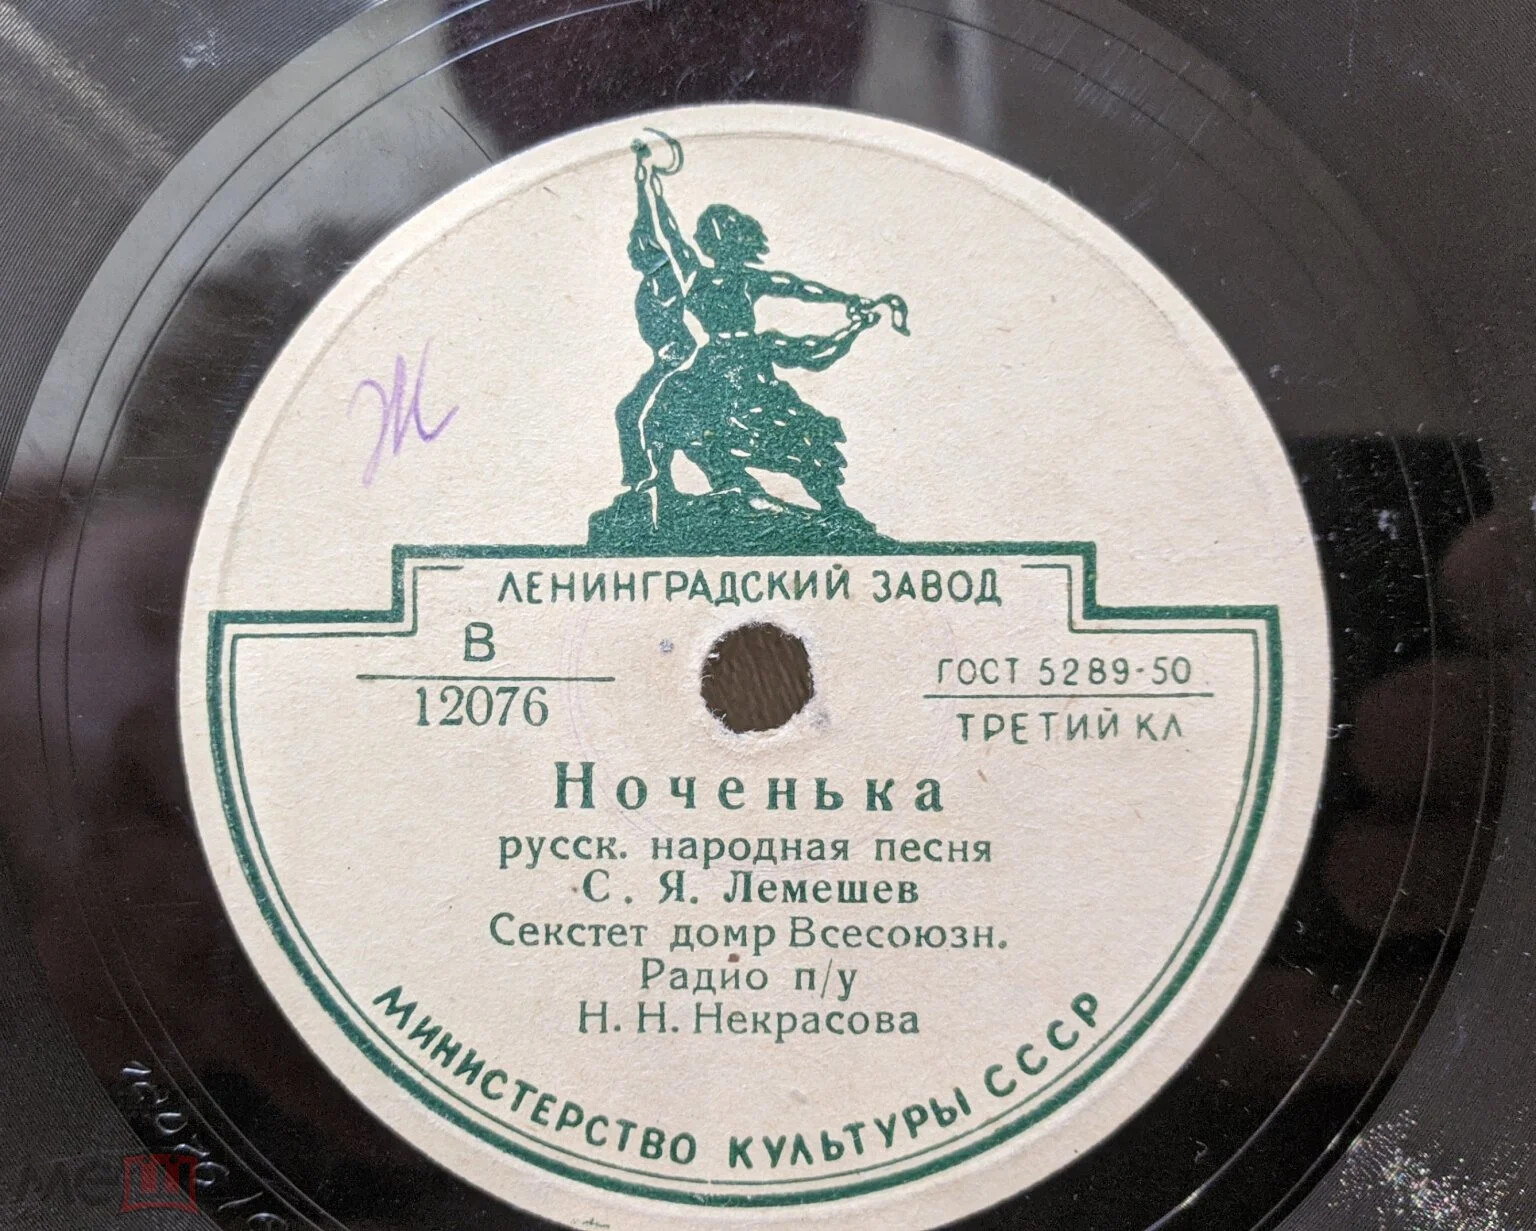 Ж
ЛЕНИНГРАДСКИЙ ЗАВОД
В
12076
ГОСТ 5289-50
ТРЕТИЙ КЛ
Ноченька
русск. народная песня
С. Я. Лемешев
Секстет домр Всесоюзн.
Радио п/у
Н. Н. Некрасова
МИНИСТЕРСТВО КУЛЬТУРЫ СССР